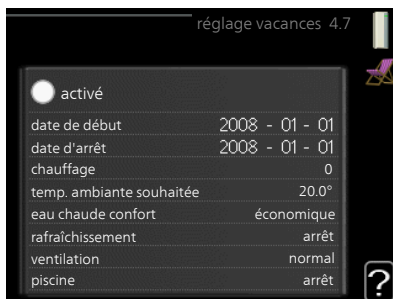 réglage vacances 4.7
activé
date de début 2008 - 01 - 01
date d'arrêt 2008 - 01 - 01
chauffage 0
temp. ambiante souhaitée 20.0°
eau chaude confort économique
rafraîchissement arrêt
ventilation normal
piscine arrêt
?